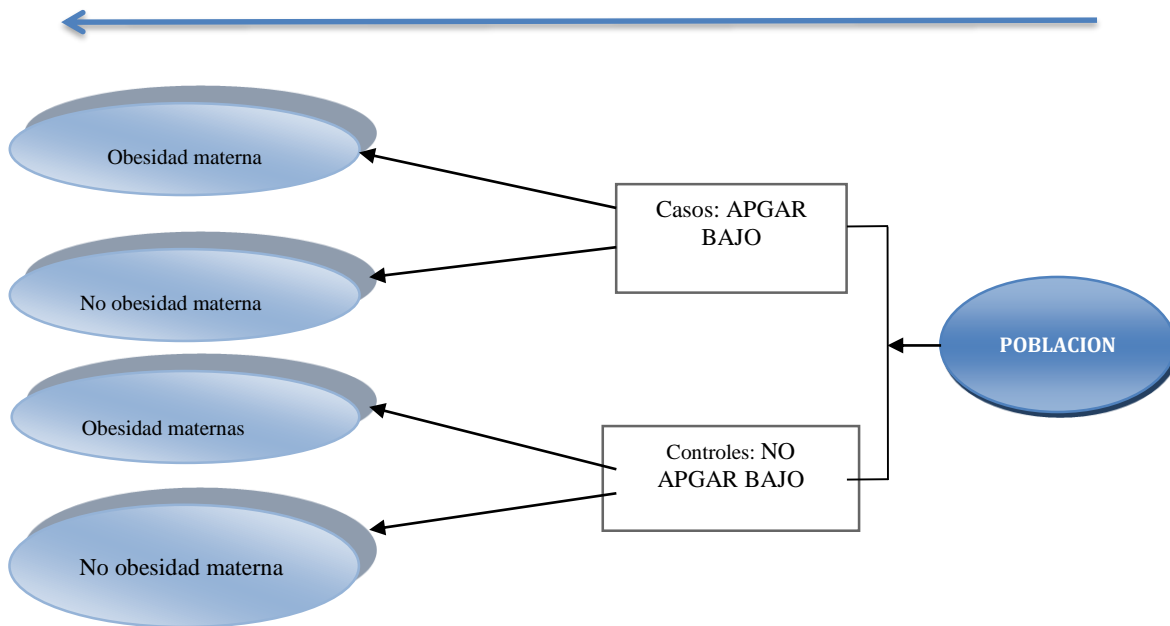 Obesidad materna
Casos: APGAR
BAJO
No obesidad materna
POBLACION
Obesidad maternas
Controles: NO
APGAR BAJO
No obesidad materna